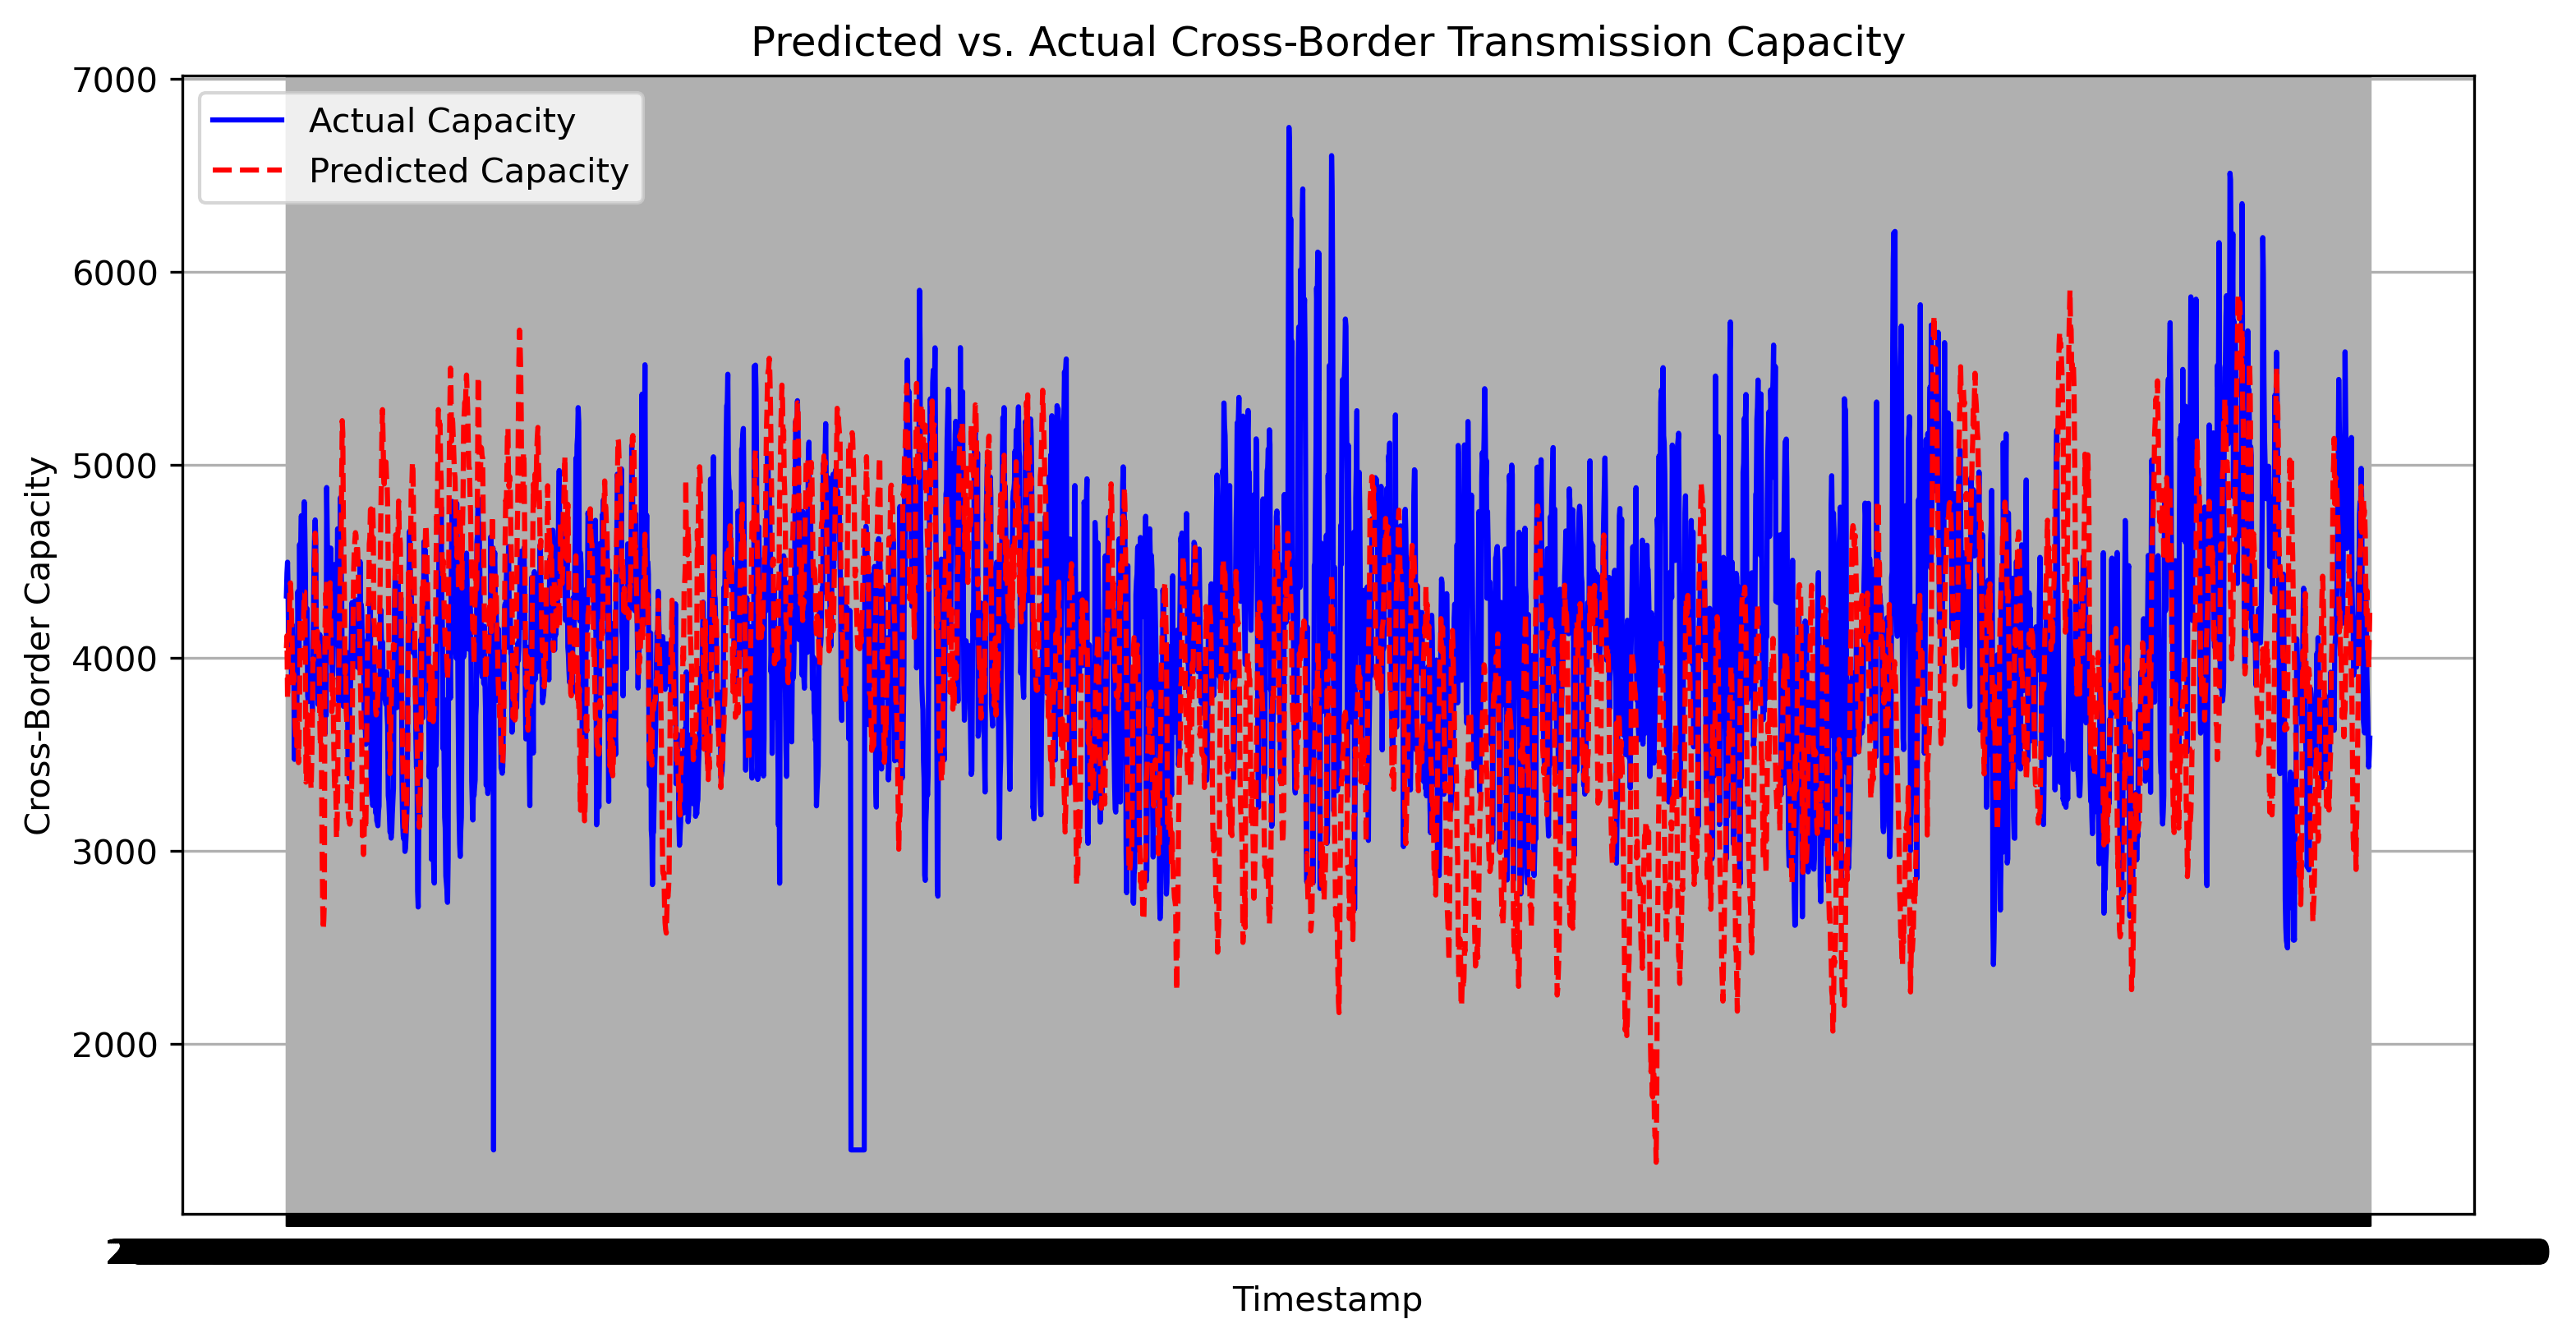 Predicted vs. Actual Cross-Border Transmission Capacity
7000
6000
5000
4000
3000
2000
Actual Capacity
Predicted Capacity
Cross-Border Capacity
Timestamp